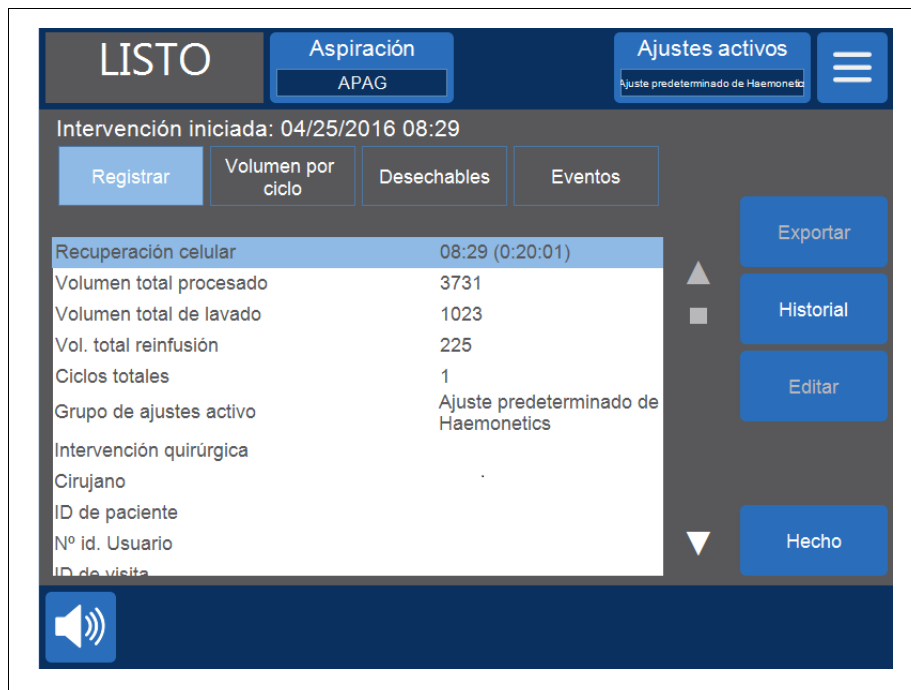 LISTO
Aspiración
APAG
Ajustes activos
Ajuste predeterminado de Haemonetic
Intervención iniciada: 04/25/2016 08:29
Registrar
Volumen por
ciclo
Desechables
Eventos
Exportar
Recuperación celular 08:29 (0:20:01)
Volumen total procesado 3731
Volumen total de lavado 1023
Historial
Vol. total reinfusión 225
Ciclos totales 1
Editar
Grupo de ajustes activo Ajuste predeterminado de
Haemonetics
Intervención quirúrgica
Cirujano
ID de paciente
Nº id. Usuario
Hecho
ID de visita